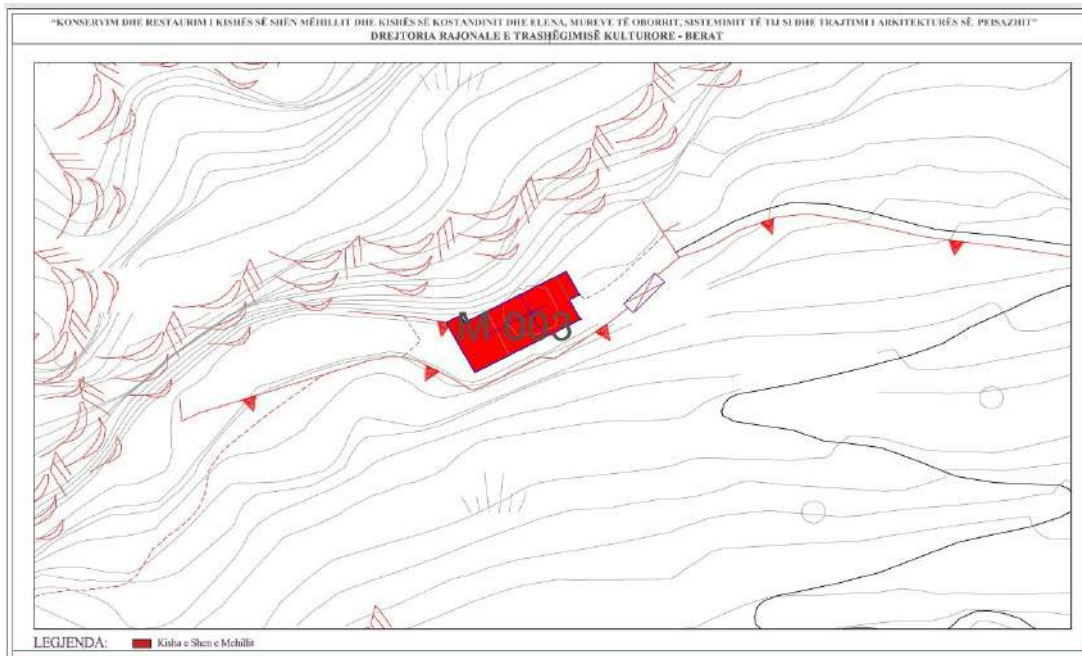 "KONSERVIM DHE RESTAURIM I KISHËS SË SHËN MËHILLIT DHE KISHËS SË KOSTANDINIT DHE ELENA, MUREVE TË OBORRIT, SISTEMIMIT TË TIJ SI DHE TRAJTIMI I ARKITEKTURËS SË PEISAZHIT"
DREJTORIA RAJONALE E TRASHËGIMISË KULTURORE - BERAT
M 003
LEGJENDA: Kisha e Shen e Mehillit